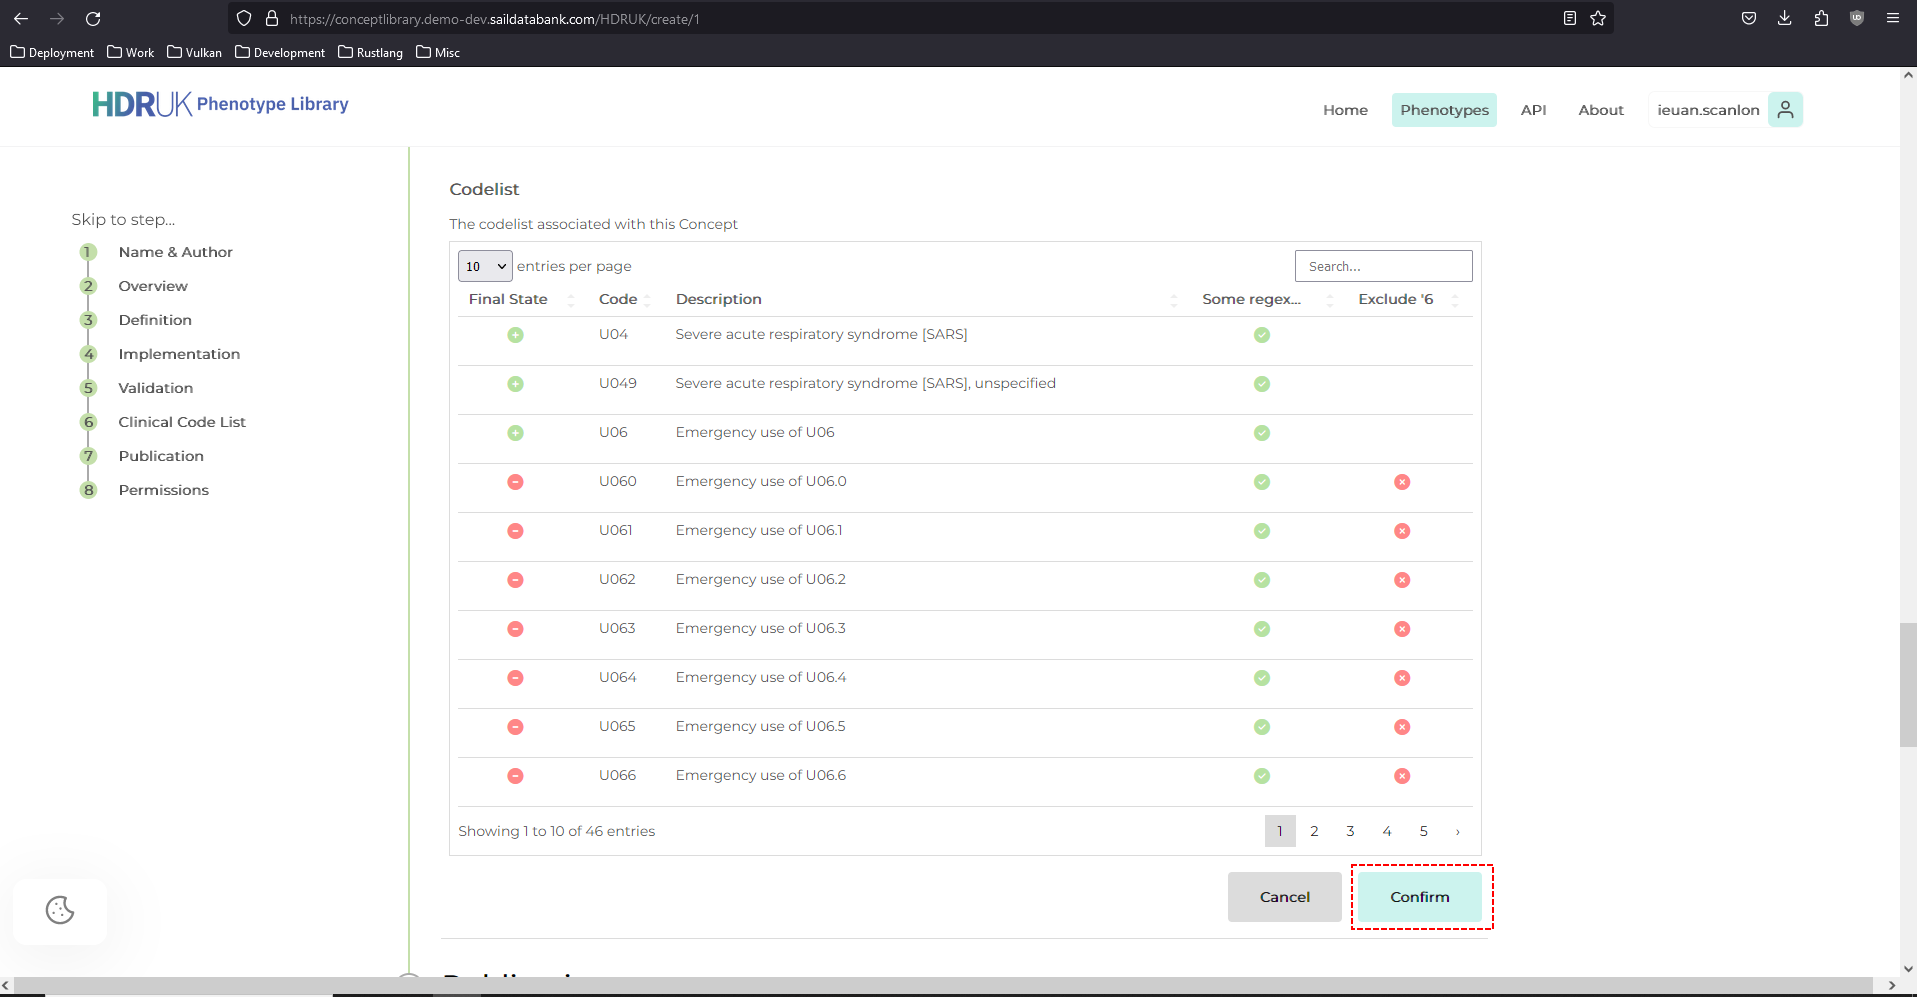 https://conceptlibrary.demo-dev.saildatabank.com/HDRUK/create/1
Deployment Work Vulkan Development Rustlang Misc
HDRUK Phenotype Library
Home Phenotypes API About ieuan.scanlon
Skip to step...
1 Name & Author
2 Overview
3 Definition
4 Implementation
5 Validation
6 Clinical Code List
7 Publication
8 Permissions
Codelist
The codelist associated with this Concept
10 entries per page Search...
Final State Code Description Some regex... Exclude '6
U04 Severe acute respiratory syndrome [SARS]
U049 Severe acute respiratory syndrome [SARS], unspecified
U06 Emergency use of U06
U060 Emergency use of U06.0
U061 Emergency use of U06.1
U062 Emergency use of U06.2
U063 Emergency use of U06.3
U064 Emergency use of U06.4
U065 Emergency use of U06.5
U066 Emergency use of U06.6
Showing 1 to 10 of 46 entries 1 2 3 4 5 ›
Cancel Confirm